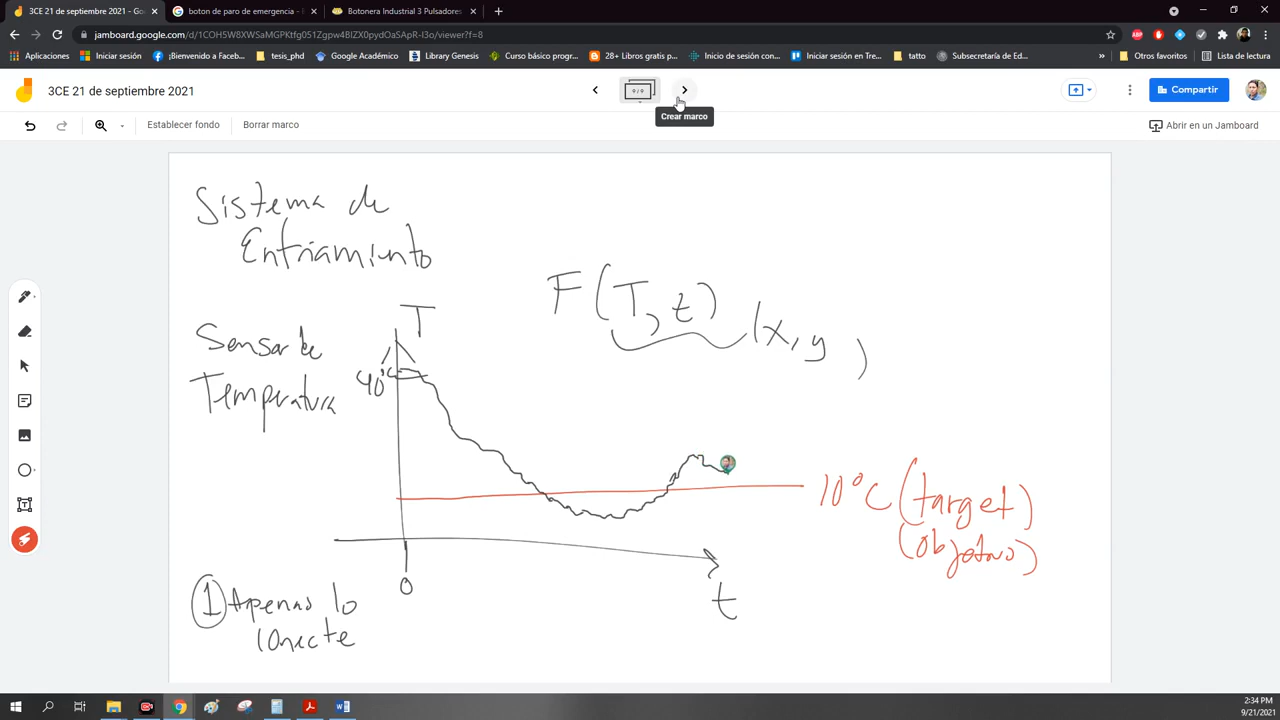 3CE 21 de septiembre 2021 - Go
boton de paro de emergencia -
Botonera Industrial 3 Pulsadores
jamboard.google.com/d/1COH5W8XWSaMGPKtfg051Zgpw4BIZX0pydOaSApR-I3o/viewer?f=8
Aplicaciones
Iniciar sesión
¡Bienvenido a Facebo...
tesis_phd
Google Académico
Library Genesis
Curso básico progr...
28+ Libros gratis p...
Inicio de sesión con...
Iniciar sesión en Tr...
tatto
Subsecretaría de Ed...
»
Otros favoritos
Lista de lectura
3CE 21 de septiembre 2021
Crear marco
Compartir
Establecer fondo
Borrar marco
Abrir en un Jamboard
Sistema de
Enfriamiento
F(T, t)
(x, y )
T
Sensor de
Temperatura
40°C
10°C (target)
(objetivo)
0
t
1 Apenas lo
conecte
2:34 PM
9/21/2021